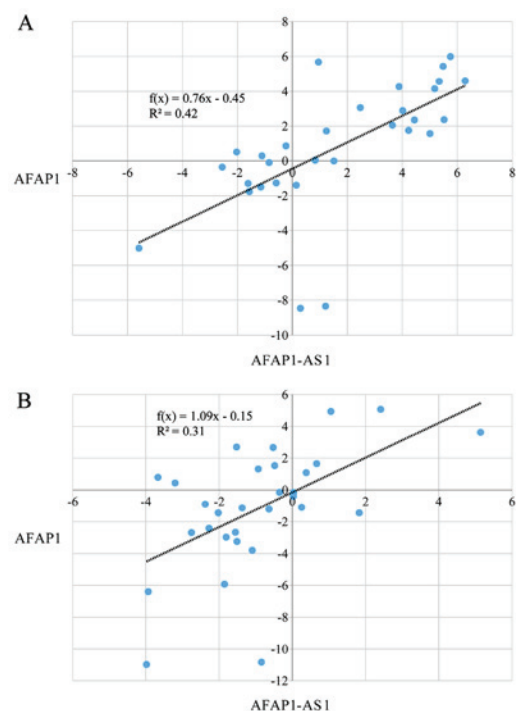 A
8
6
f(x) = 0.76x - 0.45
R² = 0.42
4
2
AFAP1
0
-8 -6 -4 -2 0 2 4 6 8
-2
-4
-6
-8
-10
AFAP1-AS1
B
6
f(x) = 1.09x - 0.15
R² = 0.31
4
2
0
-6 -4 -2 0 2 4 6
-2
AFAP1
-4
-6
-8
-10
-12
AFAP1-AS1